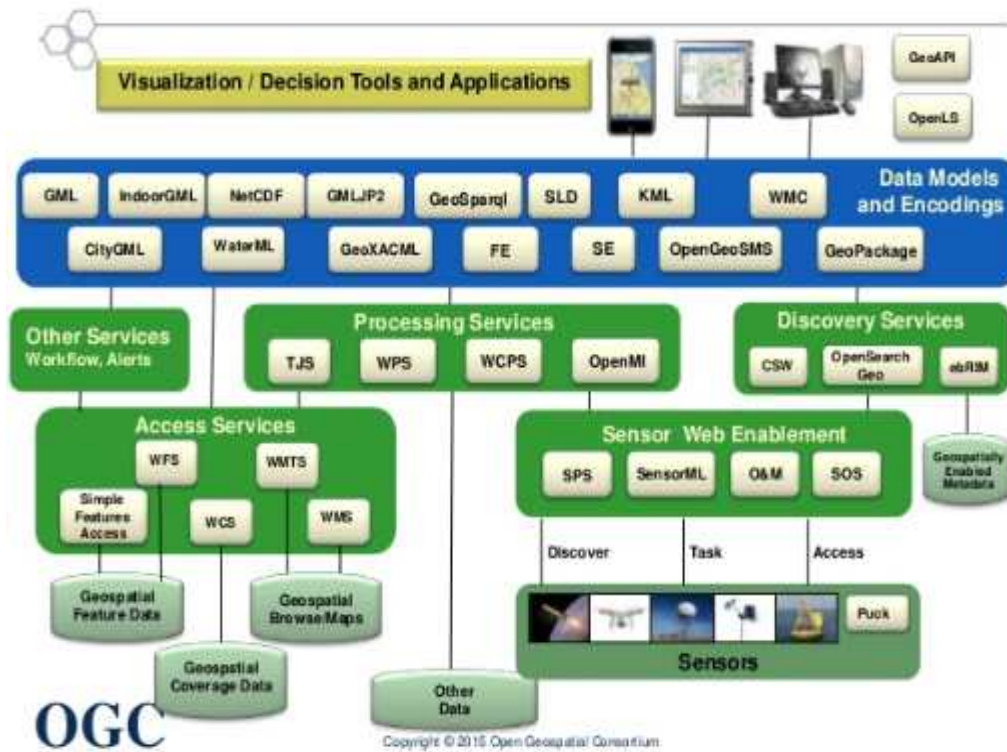 Visualization / Decision Tools and Applications
GeoAPI
OpenLS
Data Models
and Encodings
GML
IndoorGML
NetCDF
GMLJP2
GeoSparql
SLD
KML
WMC
CityGML
WaterML
GeoXACML
FE
SE
OpenGeoSMS
GeoPackage
Other Services
Workflow, Alerts
Processing Services
TJS
WPS
WCPS
OpenMI
Discovery Services
CSW
OpenSearch
Geo
ebRIM
Access Services
WFS
WMTS
Simple
Features
Access
WCS
WMS
Sensor Web Enablement
SPS
SensorML
O&M
SOS
Geospatially
Enabled
Metadata
Discover
Task
Access
Geospatial
Feature Data
Geospatial
Browse/Maps
Geospatial
Coverage Data
Other
Data
Puck
Sensors
OGC
Copyright © 2015 Open Geospatial Consortium